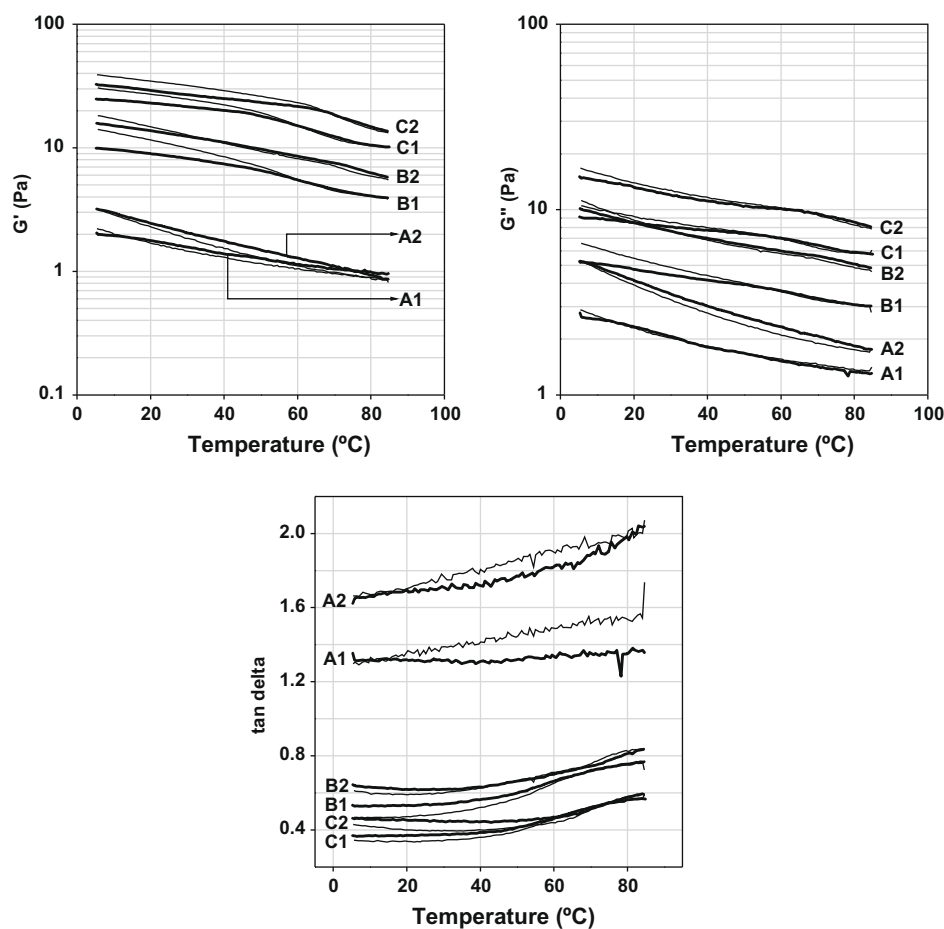 100
10
1
0.1
G' (Pa)
C2
C1
B2
B1
A2
A1
0 20 40 60 80 100
Temperature (ºC)
100
10
1
G'' (Pa)
C2
C1
B2
B1
A2
A1
0 20 40 60 80 100
Temperature (ºC)
2.0
1.6
1.2
0.8
0.4
tan delta
A2
A1
B2
B1
C2
C1
0 20 40 60 80
Temperature (ºC)